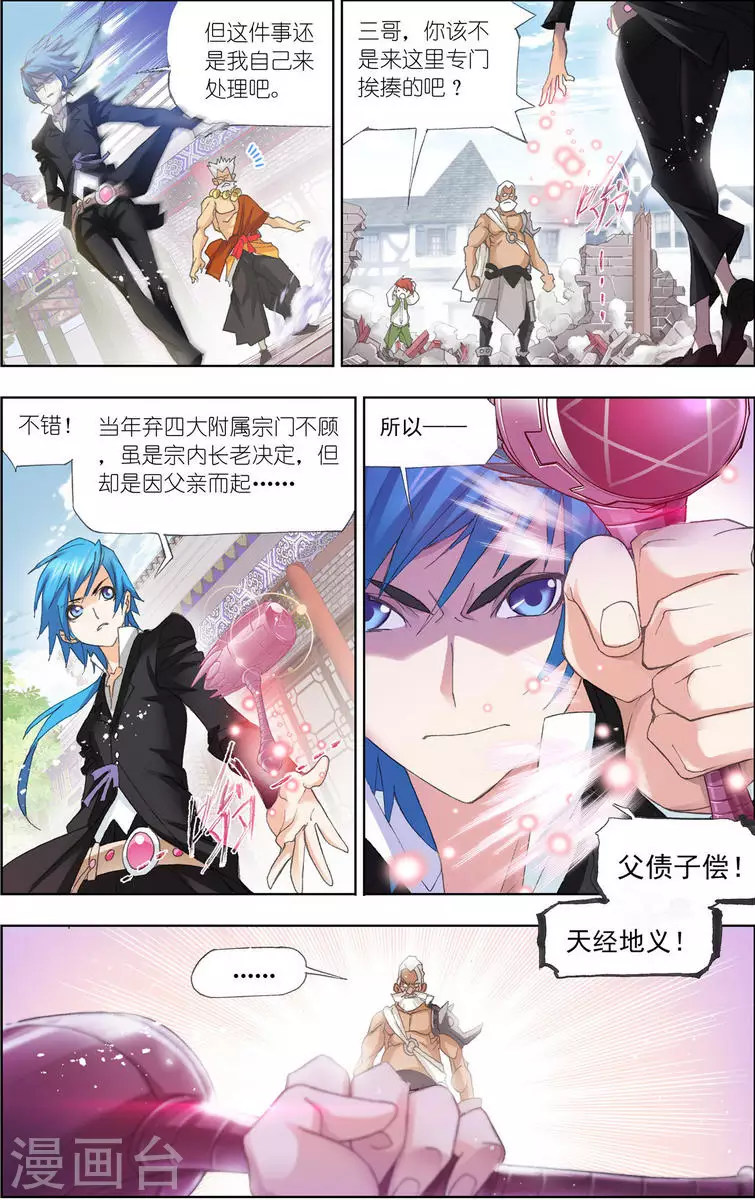 但这件事还
是我自己来
处理吧。
三哥，你该不
是来这里专门
挨揍的吧？
不错！
当年弃四大附属宗门不顾
，虽是宗内长老决定，但
却是因父亲而起……
所以——
父债子偿！
天经地义！
……
漫画台